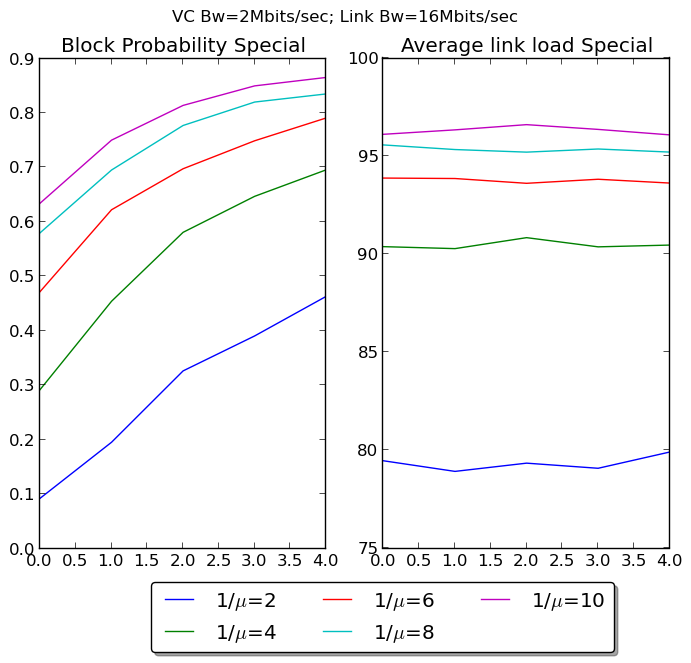 VC Bw=2Mbits/sec; Link Bw=16Mbits/sec
Block Probability Special
Average link load Special
0.9
0.8
0.7
0.6
0.5
0.4
0.3
0.2
0.1
0.0
0.0 0.5 1.0 1.5 2.0 2.5 3.0 3.5 4.0
100
95
90
85
80
75
0.0 0.5 1.0 1.5 2.0 2.5 3.0 3.5 4.0
1/μ=2 1/μ=6 1/μ=10
1/μ=4 1/μ=8